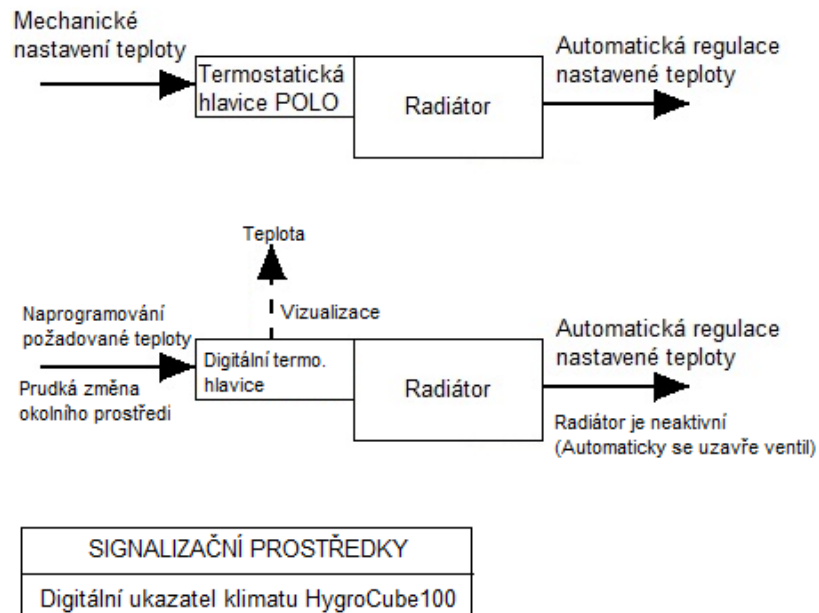 Mechanické
nastavení teploty
Termostatická
hlavice POLO
Radiátor
Automatická regulace
nastavené teploty
Teplota
Vizualizace
Naprogramování
požadované teploty
Prudká změna
okolního prostředi
Digitální termo.
hlavice
Radiátor
Automatická regulace
nastavené teploty
Radiátor je neaktivní
(Automaticky se uzavře ventil)
SIGNALIZAČNÍ PROSTŘEDKY
Digitální ukazatel klimatu HygroCube100